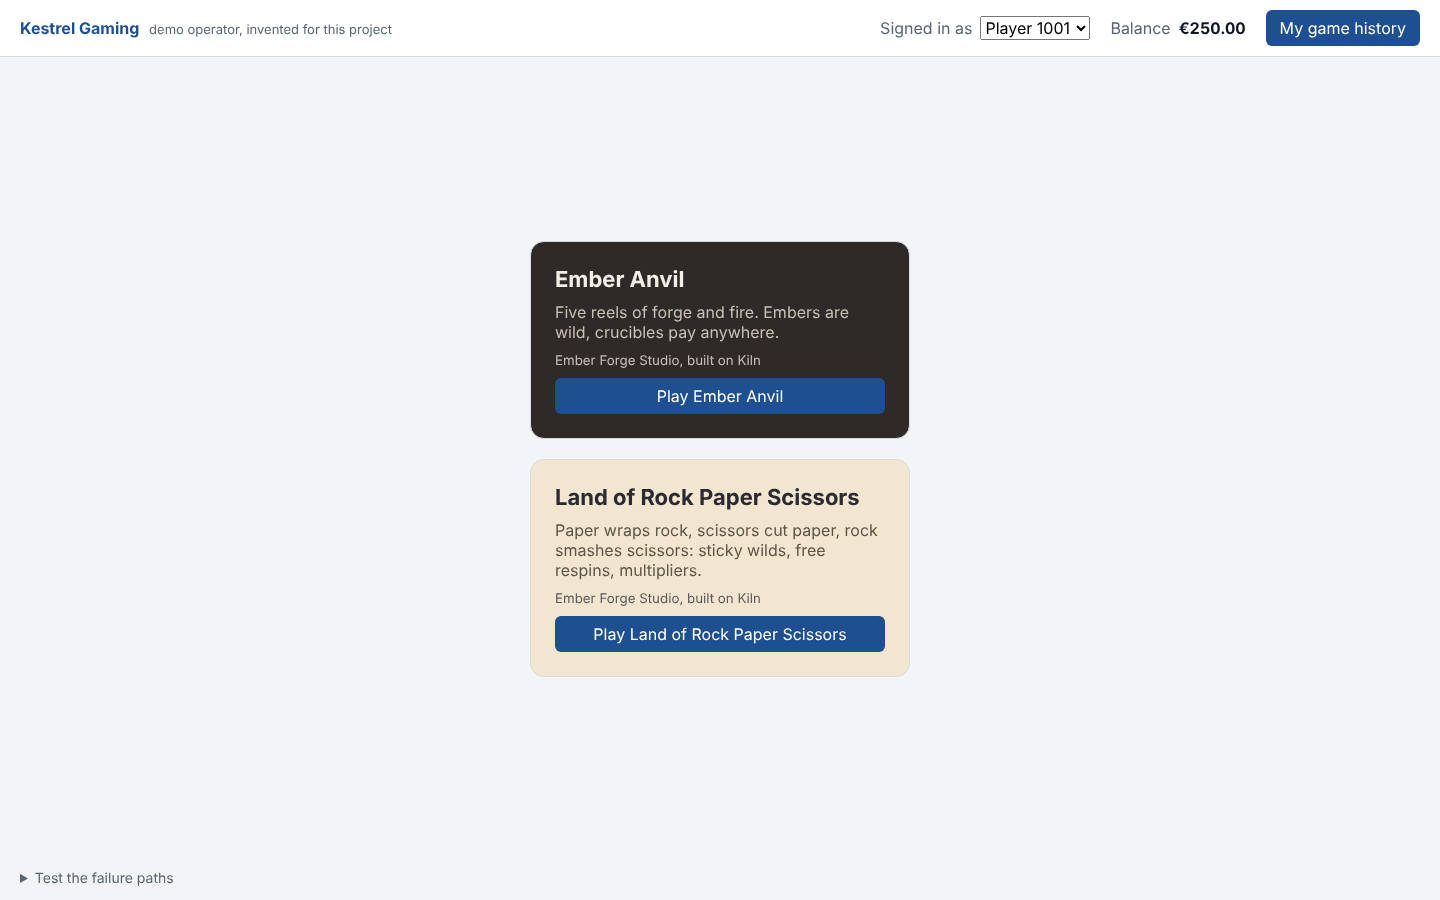 Kestrel Gaming demo operator, invented for this project
Signed in as Player 1001 Balance €250.00 My game history
Ember Anvil
Five reels of forge and fire. Embers are
wild, crucibles pay anywhere.
Ember Forge Studio, built on Kiln
Play Ember Anvil
Land of Rock Paper Scissors
Paper wraps rock, scissors cut paper, rock
smashes scissors: sticky wilds, free
respins, multipliers.
Ember Forge Studio, built on Kiln
Play Land of Rock Paper Scissors
Test the failure paths